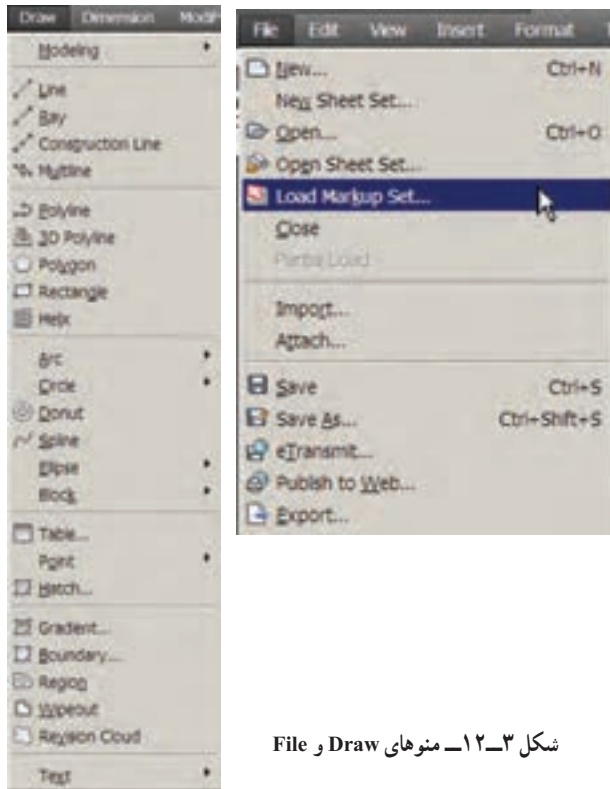 Draw Dimension Modif
Modeling
Line
Ray
Construction Line
Multiline
Polyline
3D Polyline
Polygon
Rectangle
Helix
Arc
Circle
Donut
Spline
Ellipse
Block
Table...
Point
Hatch...
Gradient...
Boundary...
Region
Wipeout
Revision Cloud
Text
File Edit View Insert Format T
New... Ctrl+N
New Sheet Set...
Open... Ctrl+O
Open Sheet Set...
Load Markup Set...
Close
Partial Load
Import...
Attach...
Save Ctrl+S
Save As... Ctrl+Shift+S
eTransmit...
Publish to Web...
Export...
شکل ۳ــ۱۲ــ منوهای Draw و File